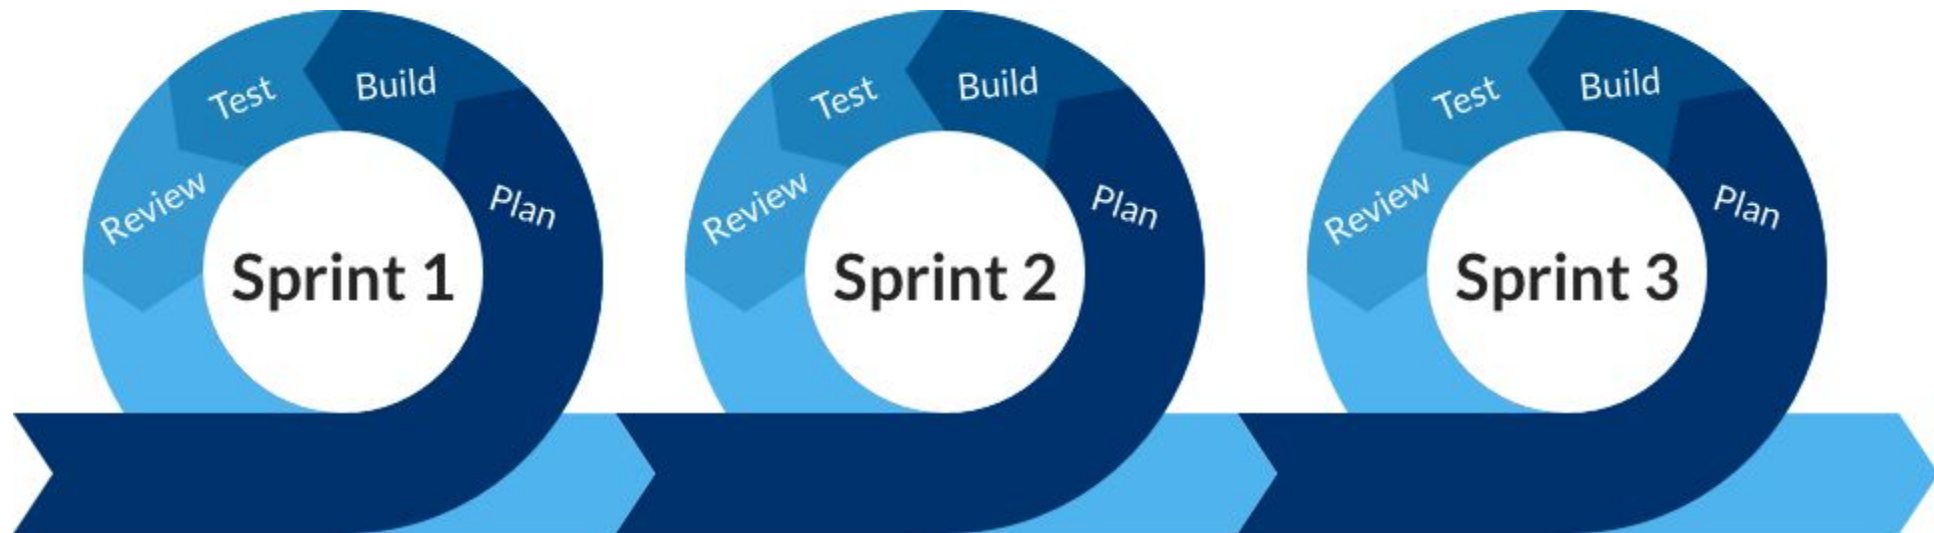 Test
Build
Review
Plan
Sprint 1
Test
Build
Review
Plan
Sprint 2
Test
Build
Review
Plan
Sprint 3